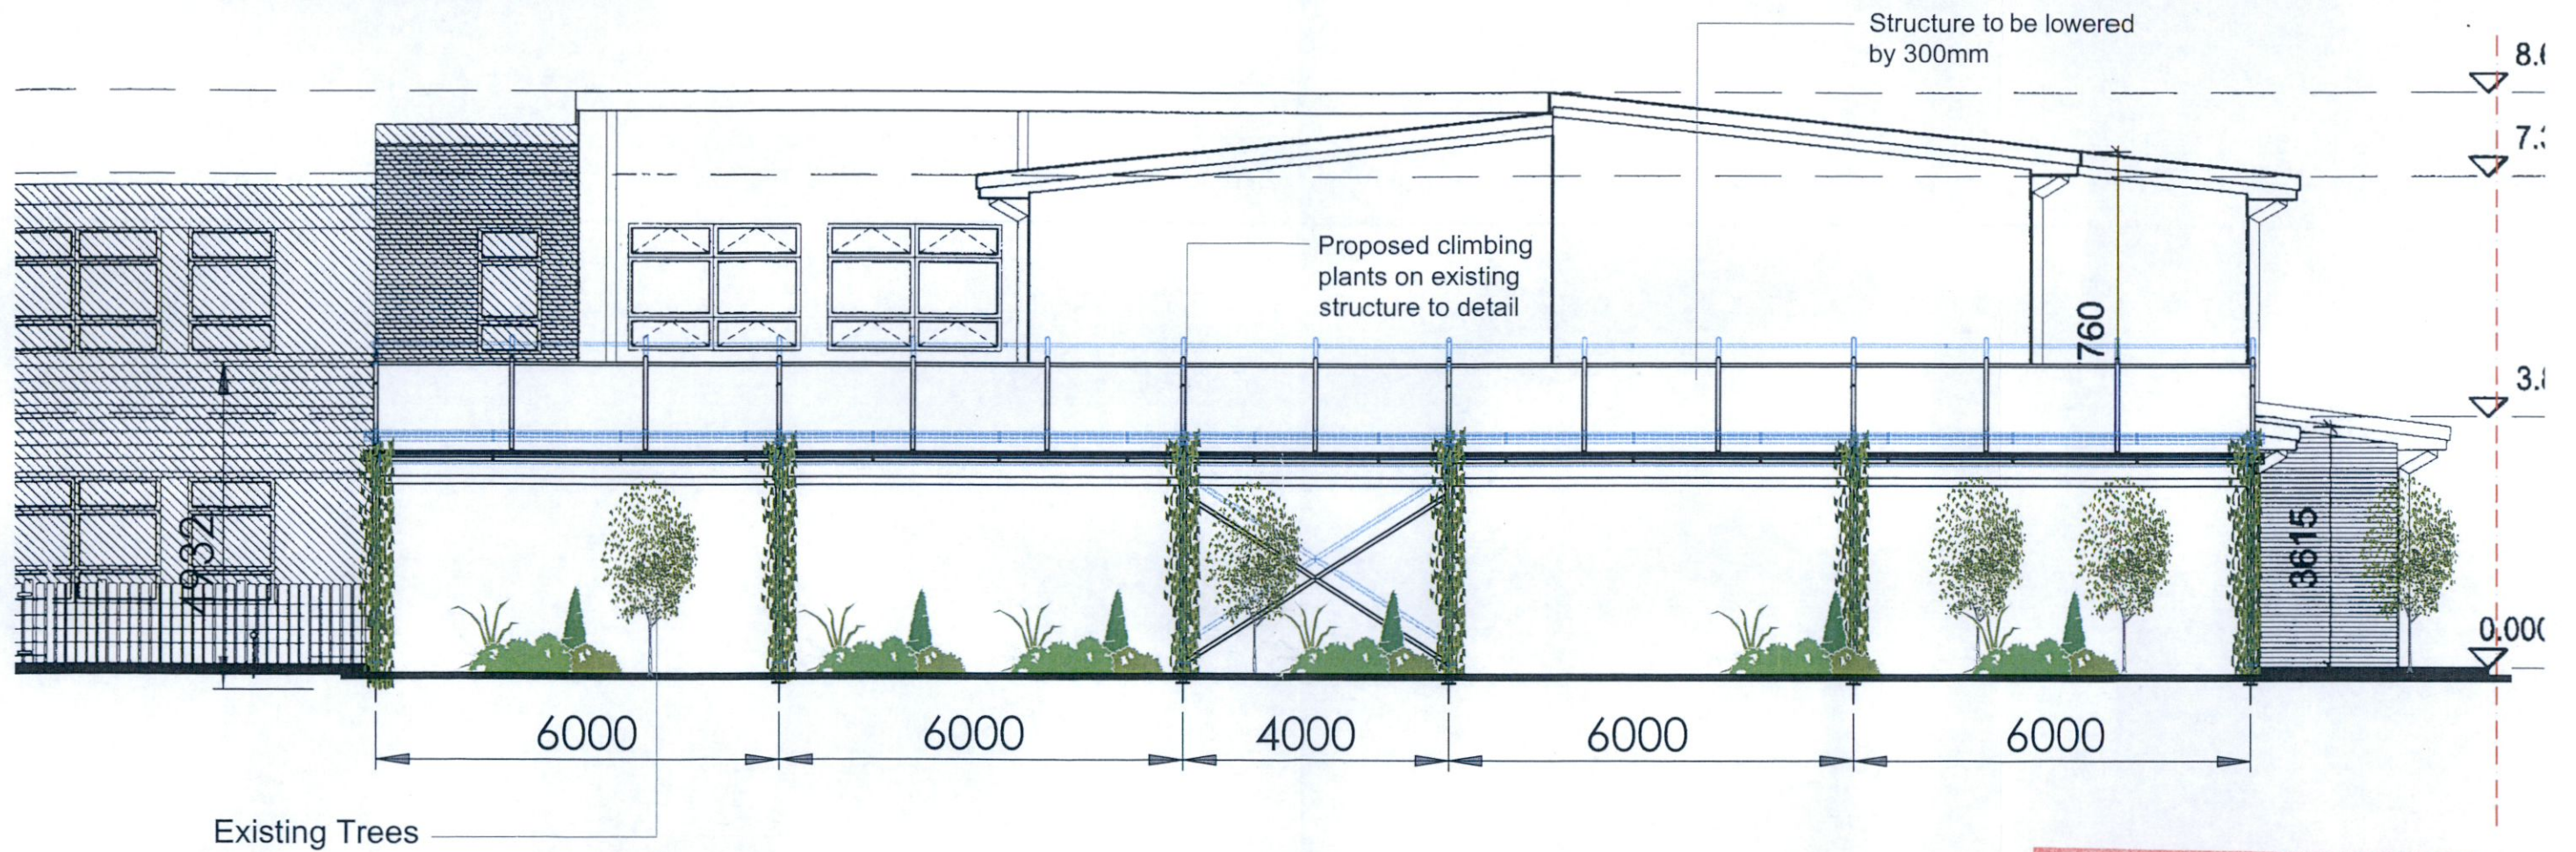 Structure to be lowered
by 300mm
Proposed climbing
plants on existing
structure to detail
760
3615
4932
0.000
6000
6000
4000
6000
6000
Existing Trees